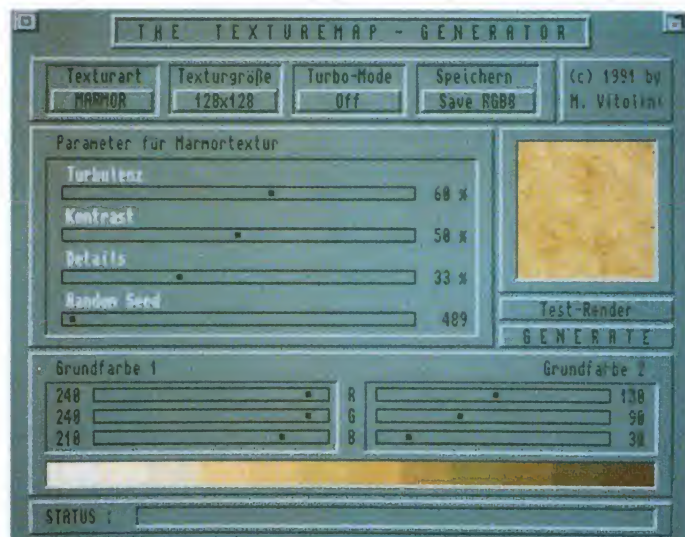 THE TEXTUREMAP - GENERATOR
Texturart Texturgröße Turbo-Mode Speichern
MARMOR 128x128 Off Save RGB8
(c) 1991 by
M. Vitolini
Parameter für Marmortextur
Turbulenz
60 %
Kontrast
50 %
Details
33 %
Random Seed
489
Test-Render
GENERATE
Grundfarbe 1 Grundfarbe 2
240 R 130
240 G 90
210 B 30
STATUS :